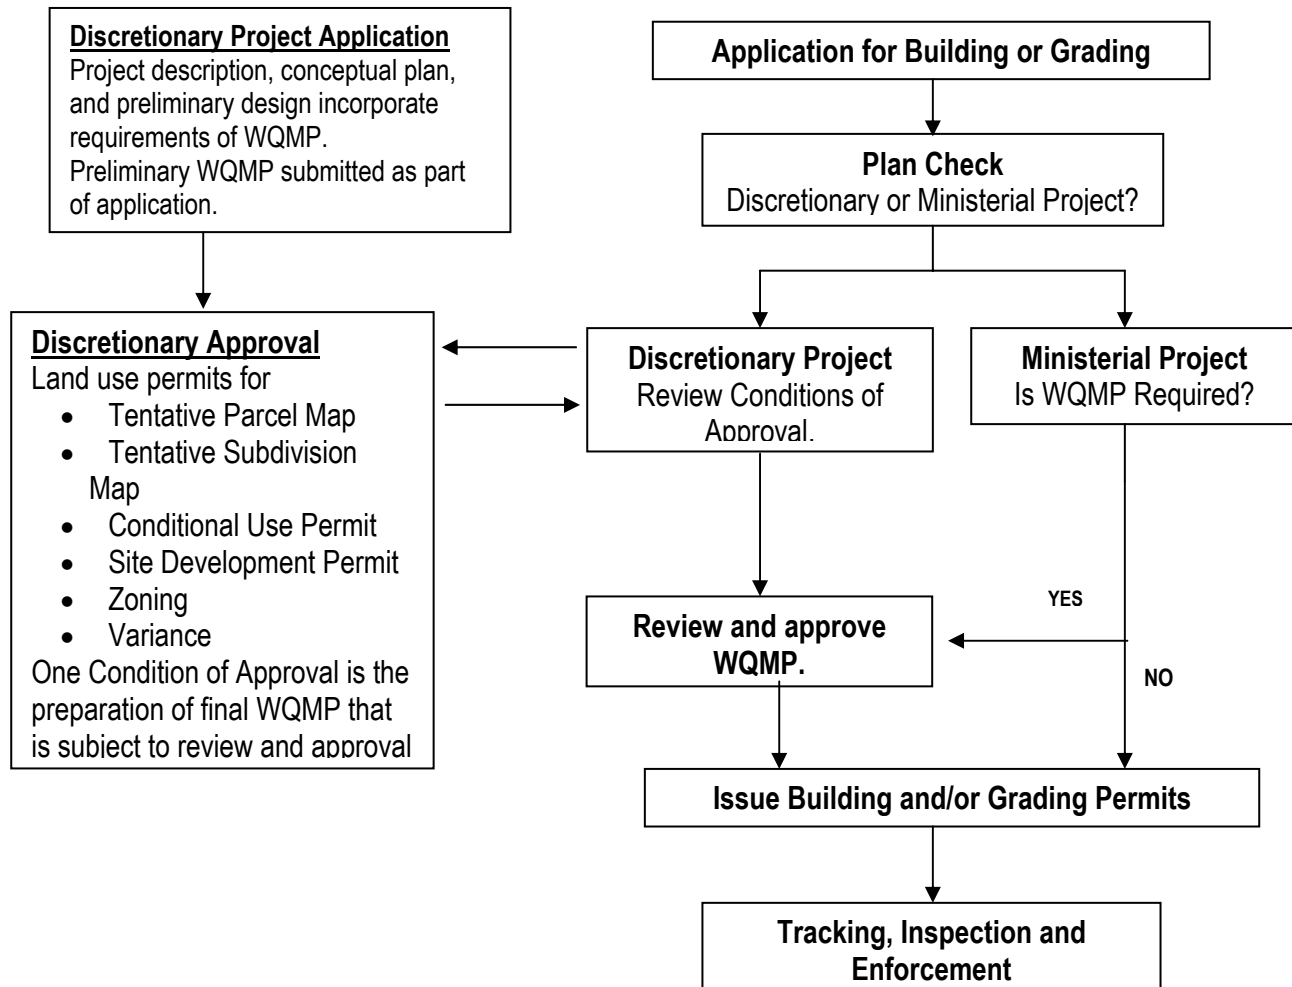 Discretionary Project Application
Project description, conceptual plan,
and preliminary design incorporate
requirements of WQMP.
Preliminary WQMP submitted as part
of application.
Application for Building or Grading
Plan Check
Discretionary or Ministerial Project?
Discretionary Approval
Land use permits for
• Tentative Parcel Map
• Tentative Subdivision
Map
• Conditional Use Permit
• Site Development Permit
• Zoning
• Variance
One Condition of Approval is the
preparation of final WQMP that
is subject to review and approval
Discretionary Project
Review Conditions of
Approval.
Ministerial Project
Is WQMP Required?
YES
Review and approve
WQMP.
NO
Issue Building and/or Grading Permits
Tracking, Inspection and
Enforcement